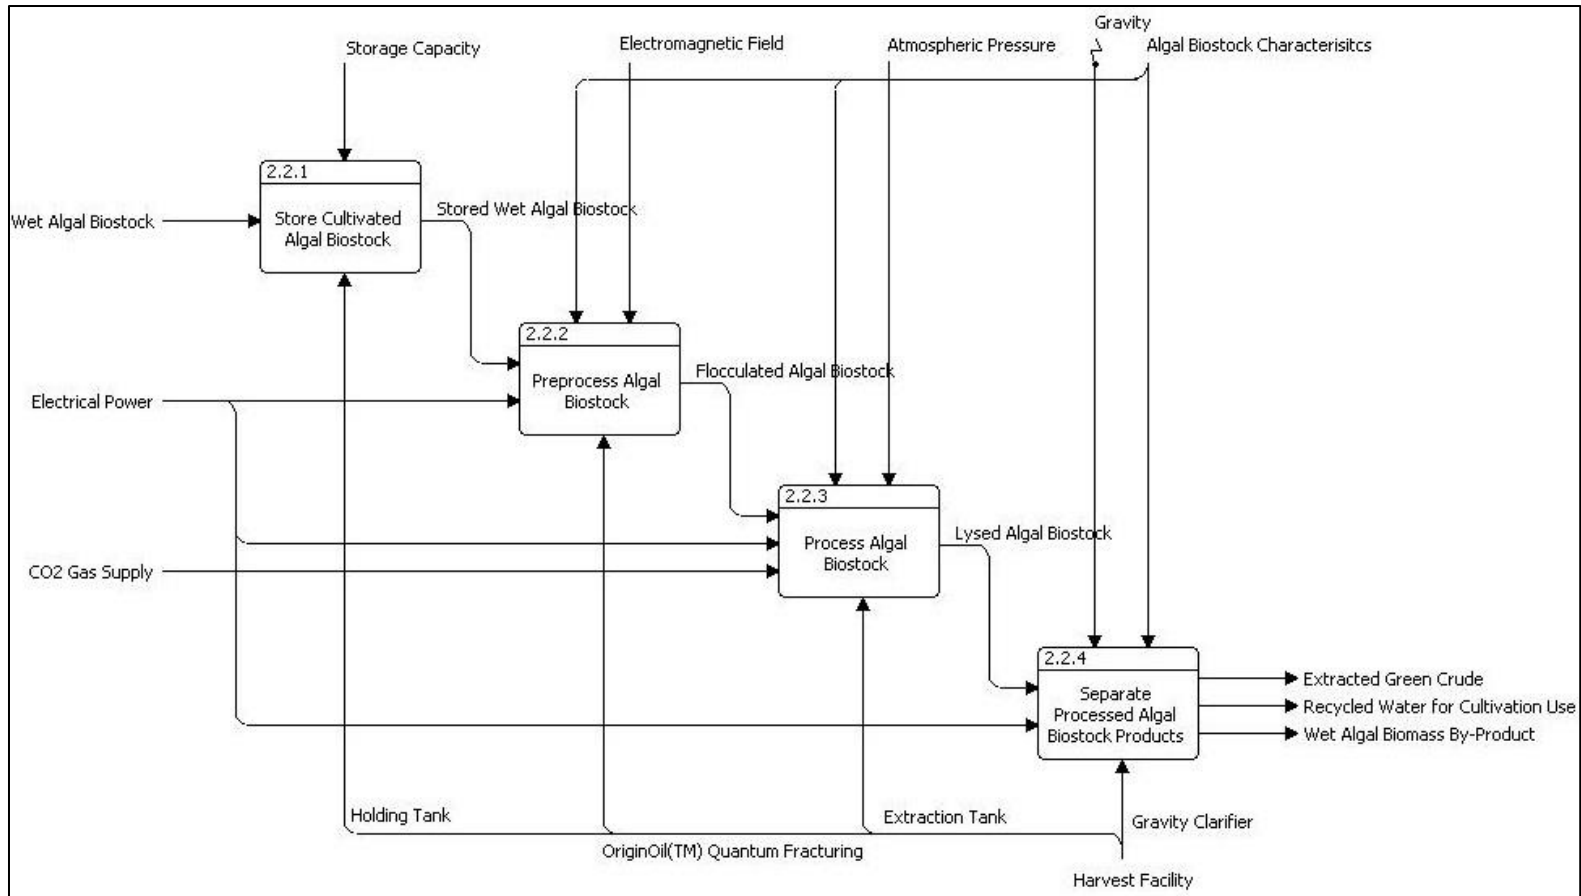 Gravity
Storage Capacity
Electromagnetic Field
Atmospheric Pressure
Algal Biostock Characterisitcs
2.2.1
Store Cultivated
Algal Biostock
Wet Algal Biostock
Stored Wet Algal Biostock
2.2.2
Preprocess Algal
Biostock
Flocculated Algal Biostock
Electrical Power
2.2.3
Process Algal
Biostock
Lysed Algal Biostock
CO2 Gas Supply
2.2.4
Separate
Processed Algal
Biostock Products
Extracted Green Crude
Recycled Water for Cultivation Use
Wet Algal Biomass By-Product
Holding Tank
Extraction Tank
Gravity Clarifier
OriginOil(TM) Quantum Fracturing
Harvest Facility